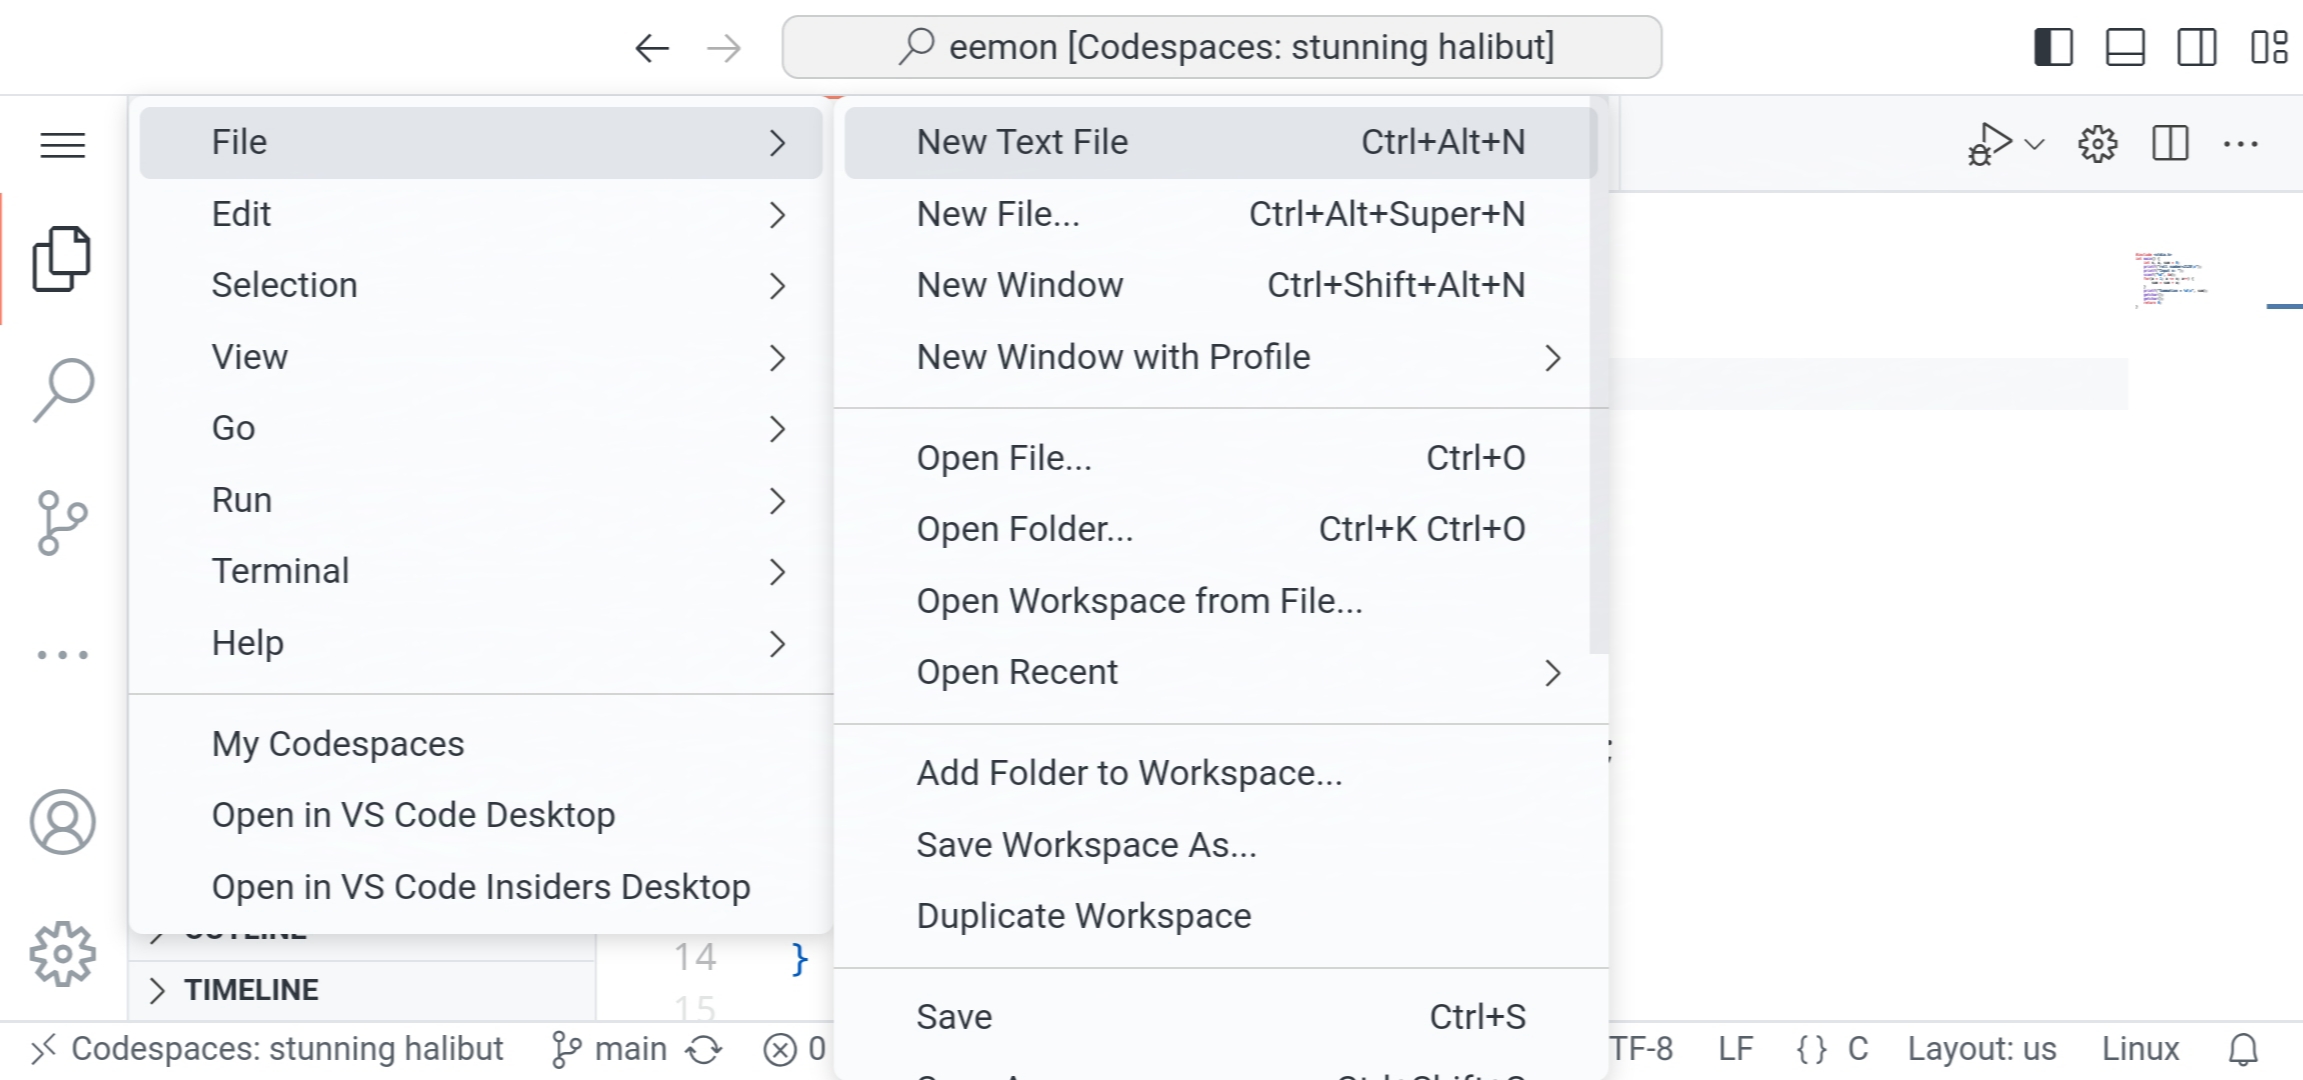 eemon [Codespaces: stunning halibut]
File
Edit
Selection
View
Go
Run
Terminal
Help
My Codespaces
Open in VS Code Desktop
Open in VS Code Insiders Desktop
New Text File Ctrl+Alt+N
New File... Ctrl+Alt+Super+N
New Window Ctrl+Shift+Alt+N
New Window with Profile
Open File... Ctrl+O
Open Folder... Ctrl+K Ctrl+O
Open Workspace from File...
Open Recent
Add Folder to Workspace...
Save Workspace As...
Duplicate Workspace
Save Ctrl+S
OUTLINE
TIMELINE
14 }
15
Codespaces: stunning halibut main 0 TF-8 LF {} C Layout: us Linux